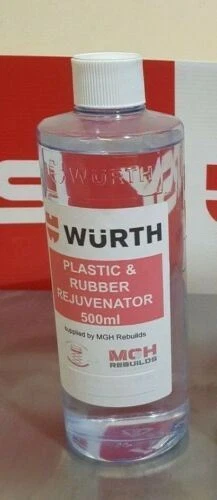 WÜRTH
WÜRTH
PLASTIC &
RUBBER
REJUVENATOR
500ml
supplied by MGH Rebuilds
MGH
REBUILDS